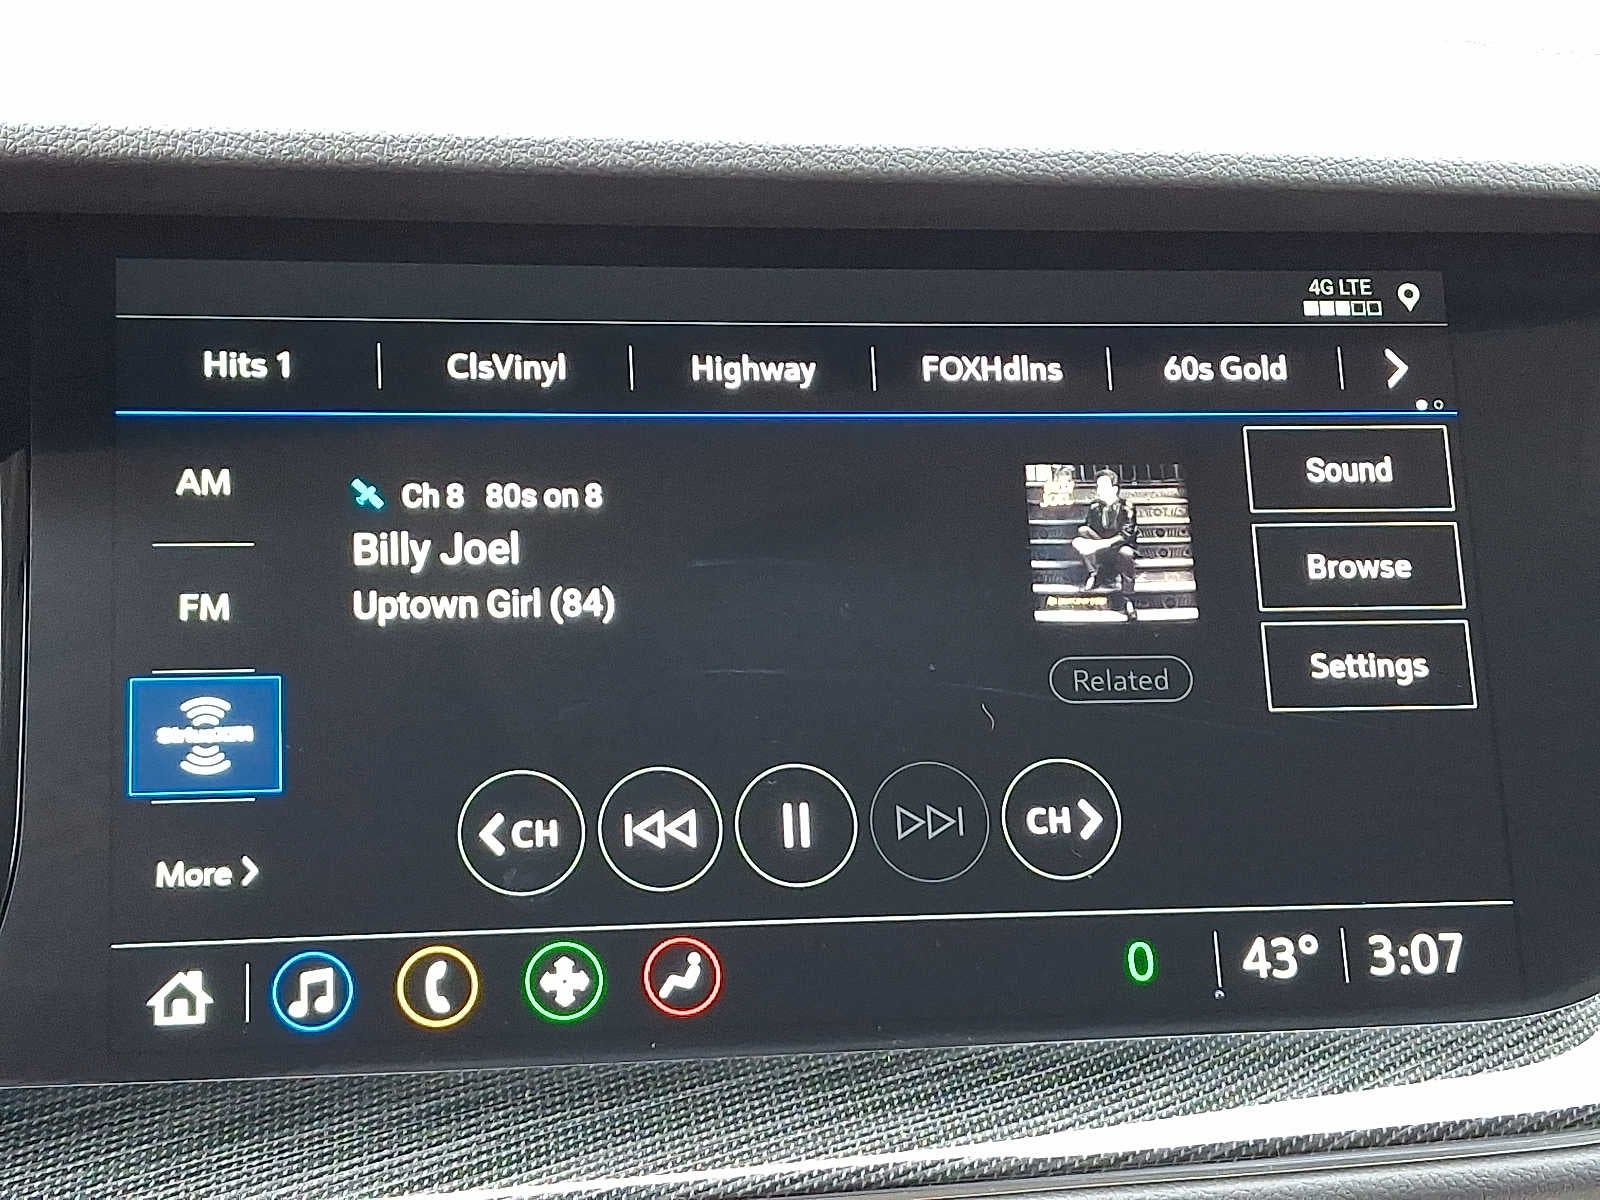 4G LTE
Hits 1 ClsVinyl Highway FOXHdlns 60s Gold
AM
FM
More
Ch 8 80s on 8
Billy Joel
Uptown Girl (84)
Related
Sound
Browse
Settings
CH CH
0 43° 3:07